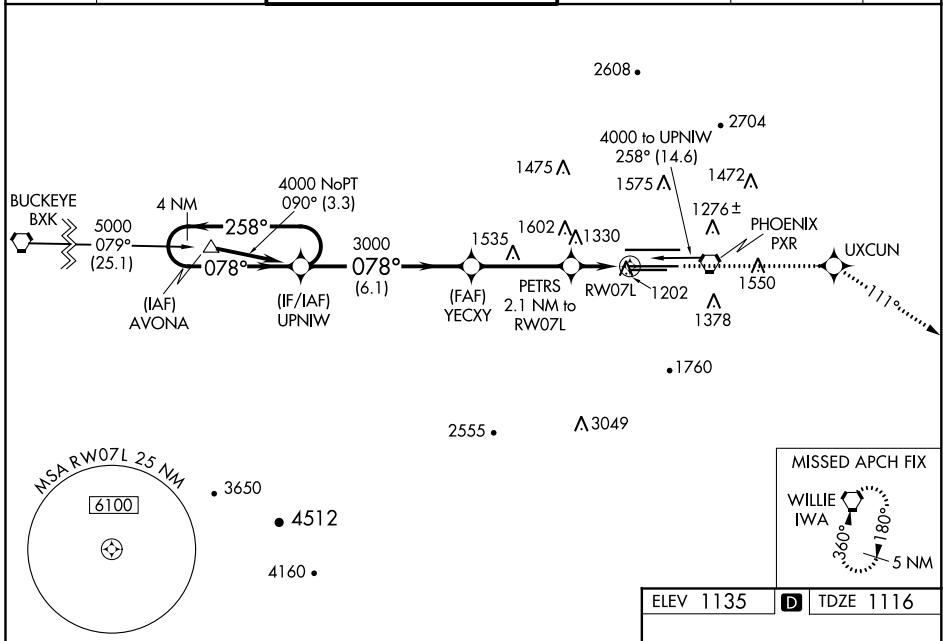 2608
2704
4000 to UPNIW
258° (14.6)
1475
1575
1472
BUCKEYE
BXK
5000
079°
(25.1)
4 NM
4000 NoPT
090° (3.3)
258°
078°
3000
078°
(6.1)
1535
1602
1330
1276±
PHOENIX
PXR
UXCUN
(IAF)
AVONA
(IF/IAF)
UPNIW
(FAF)
YECXY
PETRS
2.1 NM to
RW07L
RW07L
1202
1550
1378
111°
1760
2555
3049
MSA RW07L 25 NM
6100
3650
4512
4160
MISSED APCH FIX
WILLIE
IWA
360°
180°
5 NM
ELEV 1135 D TDZE 1116